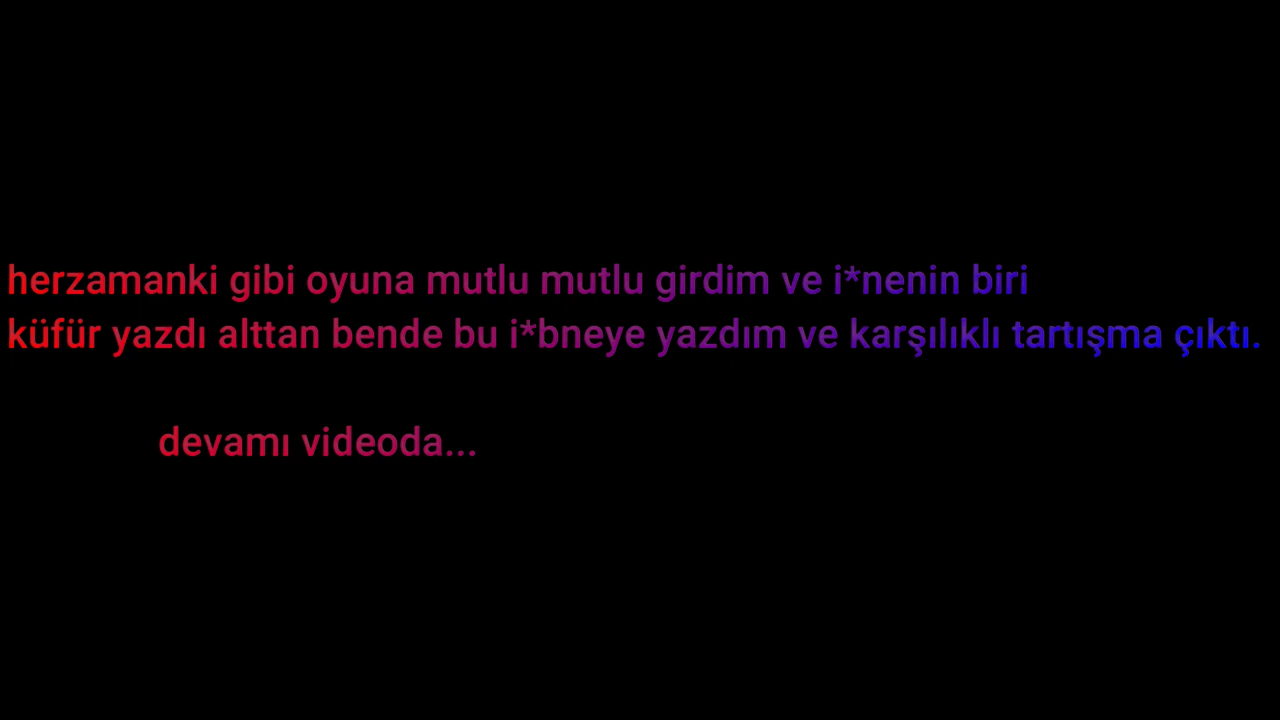 herzamanki gibi oyuna mutlu mutlu girdim ve i*nenin biri
küfür yazdı alttan bende bu i*bneye yazdım ve karşılıklı tartışma çıktı.
devamı videoda...